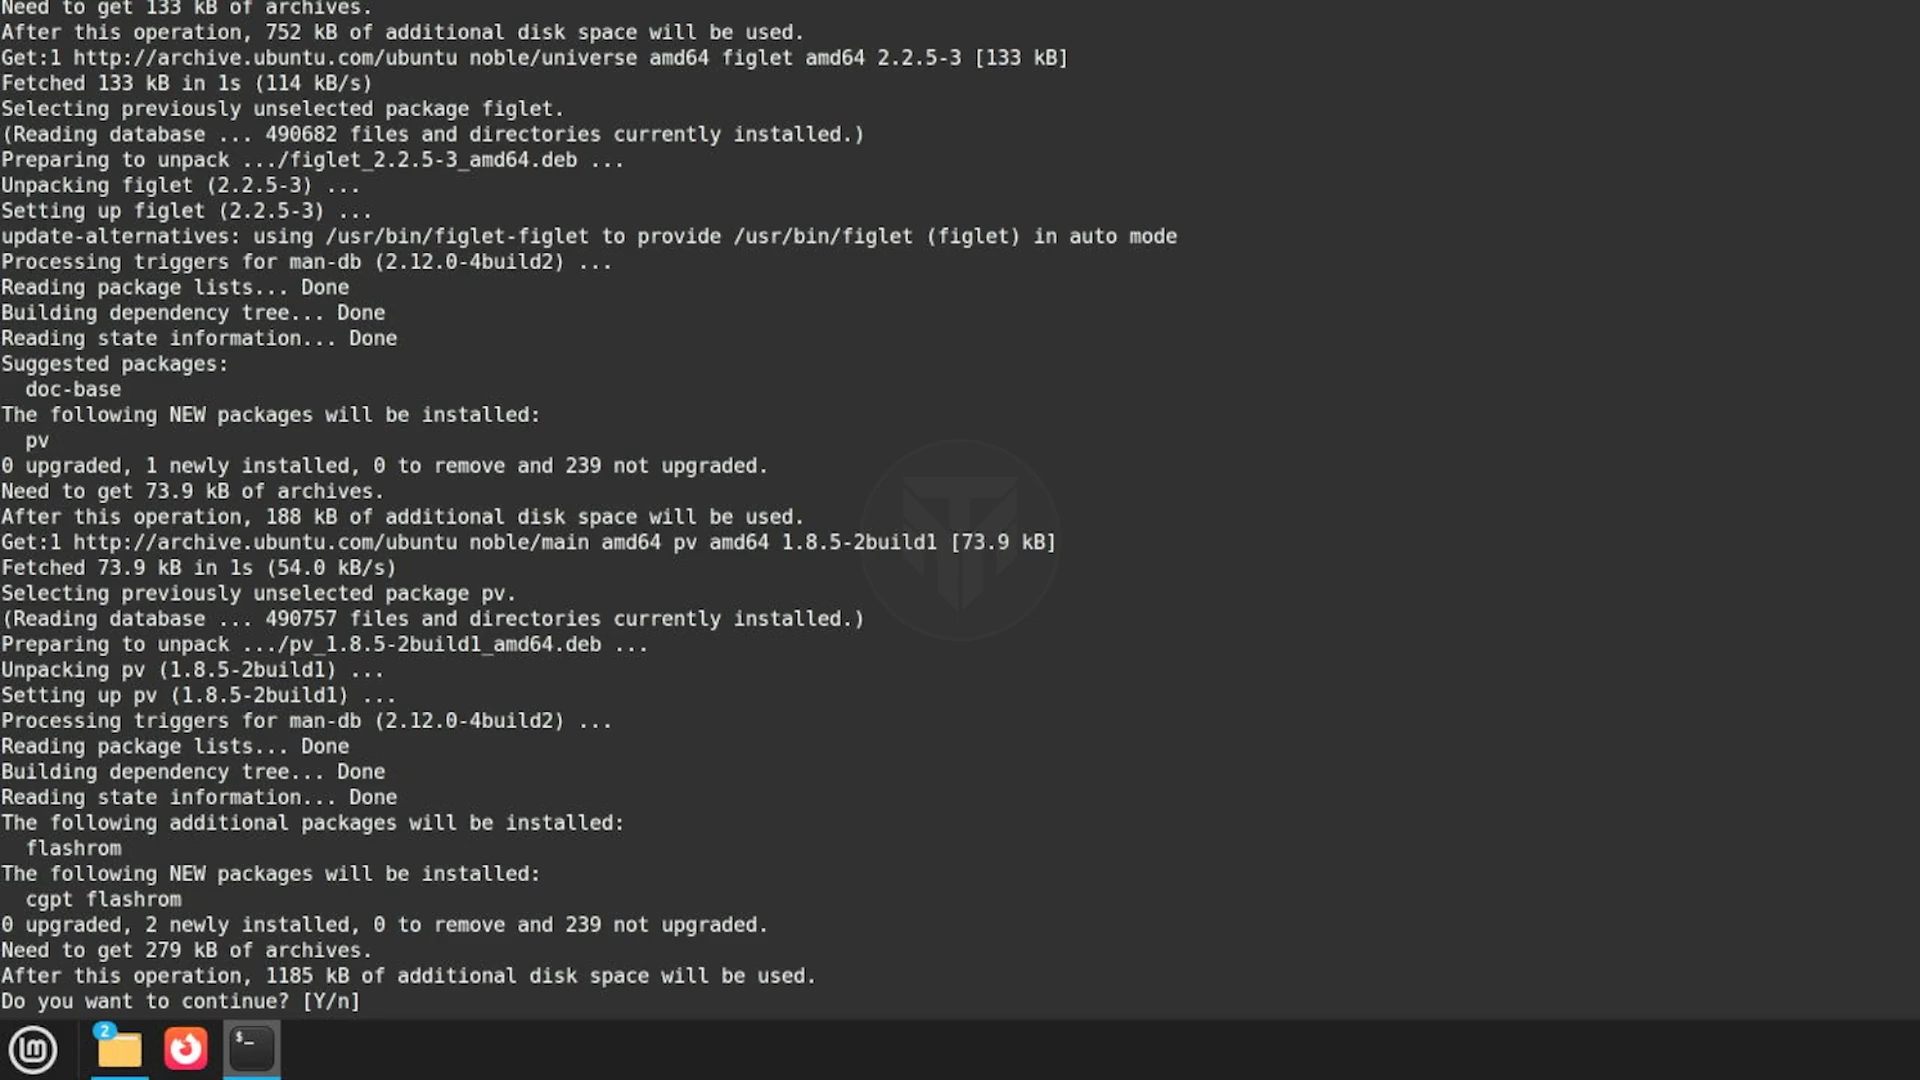 Need to get 133 kB of archives.
After this operation, 752 kB of additional disk space will be used.
Get:1 http://archive.ubuntu.com/ubuntu noble/universe amd64 figlet amd64 2.2.5-3 [133 kB]
Fetched 133 kB in 1s (114 kB/s)
Selecting previously unselected package figlet.
(Reading database ... 490682 files and directories currently installed.)
Preparing to unpack .../figlet_2.2.5-3_amd64.deb ...
Unpacking figlet (2.2.5-3) ...
Setting up figlet (2.2.5-3) ...
update-alternatives: using /usr/bin/figlet-figlet to provide /usr/bin/figlet (figlet) in auto mode
Processing triggers for man-db (2.12.0-4build2) ...
Reading package lists... Done
Building dependency tree... Done
Reading state information... Done
Suggested packages:
  doc-base
The following NEW packages will be installed:
  pv
0 upgraded, 1 newly installed, 0 to remove and 239 not upgraded.
Need to get 73.9 kB of archives.
After this operation, 188 kB of additional disk space will be used.
Get:1 http://archive.ubuntu.com/ubuntu noble/main amd64 pv amd64 1.8.5-2build1 [73.9 kB]
Fetched 73.9 kB in 1s (54.0 kB/s)
Selecting previously unselected package pv.
(Reading database ... 490757 files and directories currently installed.)
Preparing to unpack .../pv_1.8.5-2build1_amd64.deb ...
Unpacking pv (1.8.5-2build1) ...
Setting up pv (1.8.5-2build1) ...
Processing triggers for man-db (2.12.0-4build2) ...
Reading package lists... Done
Building dependency tree... Done
Reading state information... Done
The following additional packages will be installed:
  flashrom
The following NEW packages will be installed:
  cgpt flashrom
0 upgraded, 2 newly installed, 0 to remove and 239 not upgraded.
Need to get 279 kB of archives.
After this operation, 1185 kB of additional disk space will be used.
Do you want to continue? [Y/n]
2
$_